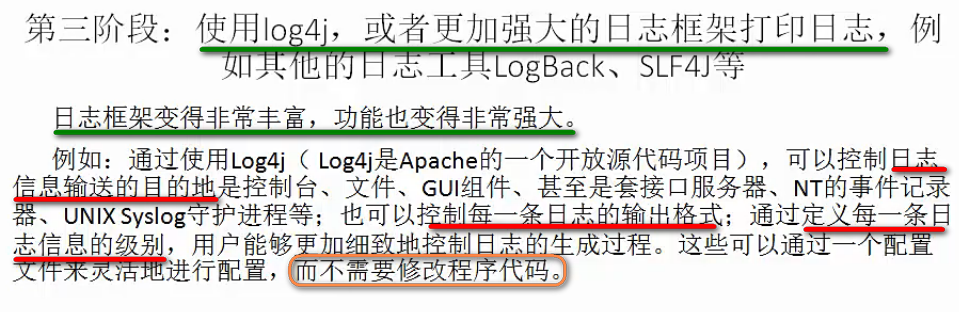 第三阶段：使用log4j，或者更加强大的日志框架打印日志，例
如其他的日志工具LogBack、SLF4J等
日志框架变得非常丰富，功能也变得非常强大。
例如：通过使用Log4j（ Log4j是Apache的一个开放源代码项目），可以控制日志
信息输送的目的地是控制台、文件、GUI组件、甚至是套接口服务器、NT的事件记录
器、UNIX Syslog守护进程等；也可以控制每一条日志的输出格式；通过定义每一条日
志信息的级别，用户能够更加细致地控制日志的生成过程。这些可以通过一个配置
文件来灵活地进行配置，而不需要修改程序代码。